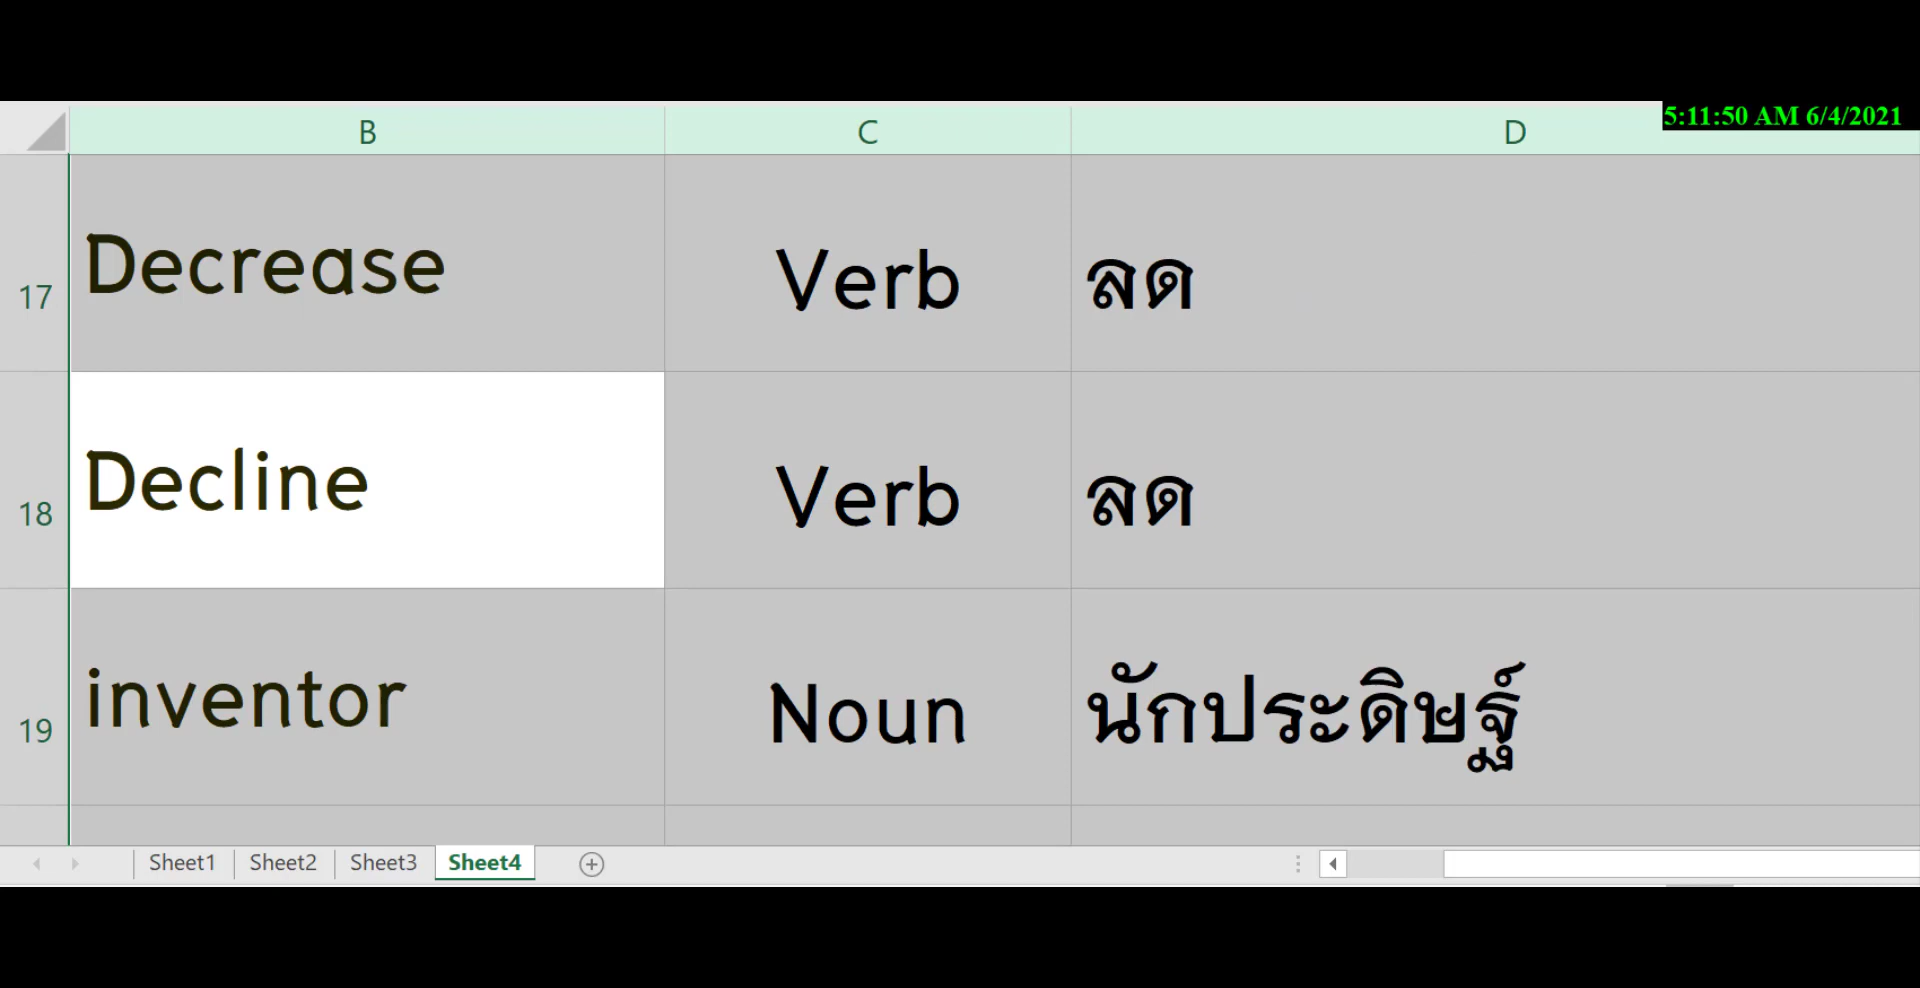 5:11:50 AM 6/4/2021
B C D
17 Decrease Verb ลด
18 Decline Verb ลด
19 inventor Noun นักประดิษฐ์
Sheet1 Sheet2 Sheet3 Sheet4